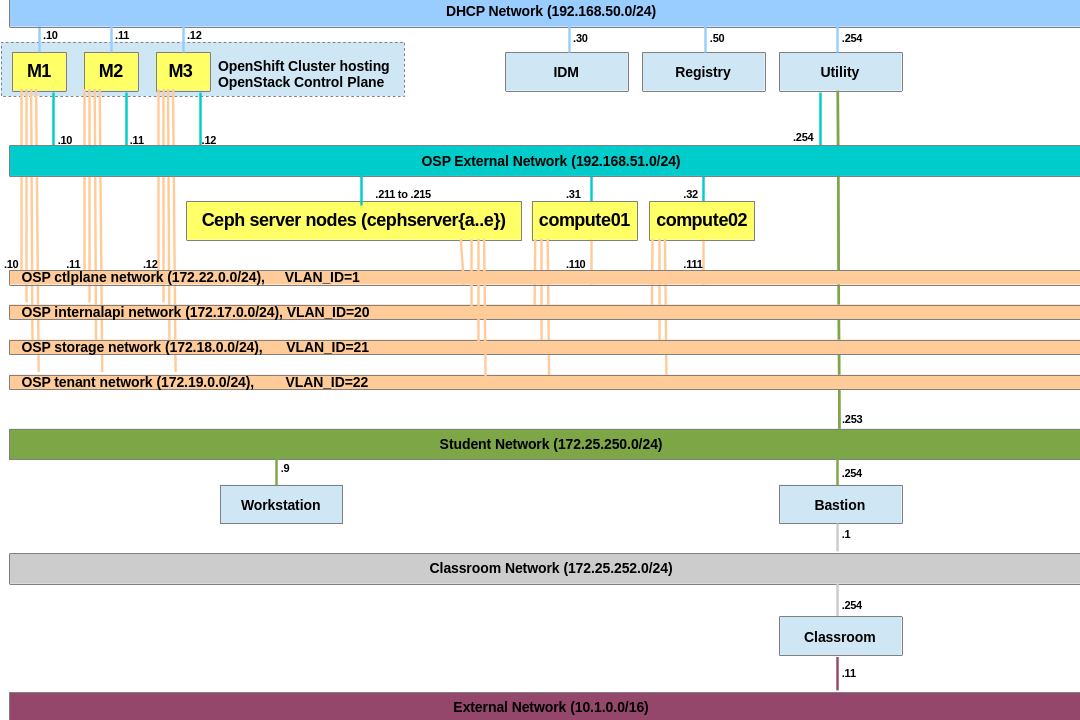 DHCP Network (192.168.50.0/24)
.10
.11
.12
.30
.50
.254
M1
M2
M3
OpenShift Cluster hosting
OpenStack Control Plane
IDM
Registry
Utility
.10
.11
.12
.254
OSP External Network (192.168.51.0/24)
.211 to .215
.31
.32
Ceph server nodes (cephserver{a..e})
compute01
compute02
.10
.11
.12
.110
.111
OSP ctlplane network (172.22.0.0/24), VLAN_ID=1
OSP internalapi network (172.17.0.0/24), VLAN_ID=20
OSP storage network (172.18.0.0/24), VLAN_ID=21
OSP tenant network (172.19.0.0/24), VLAN_ID=22
.253
Student Network (172.25.250.0/24)
.9
.254
Workstation
Bastion
.1
Classroom Network (172.25.252.0/24)
.254
Classroom
.11
External Network (10.1.0.0/16)